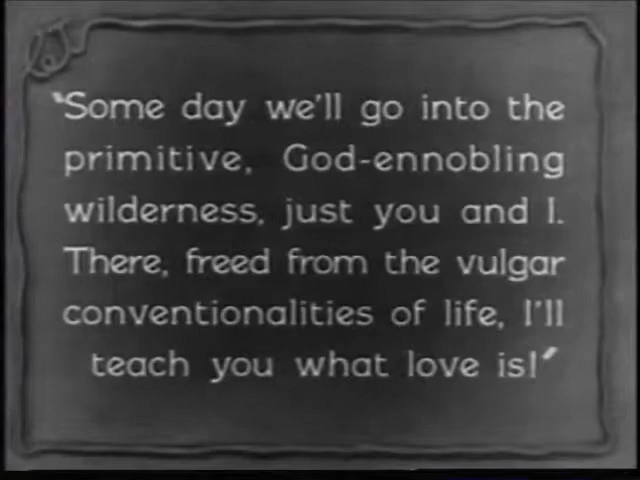 "Some day we'll go into the
primitive, God-ennobling
wilderness, just you and I.
There, freed from the vulgar
conventionalities of life, I'll
teach you what love is!"